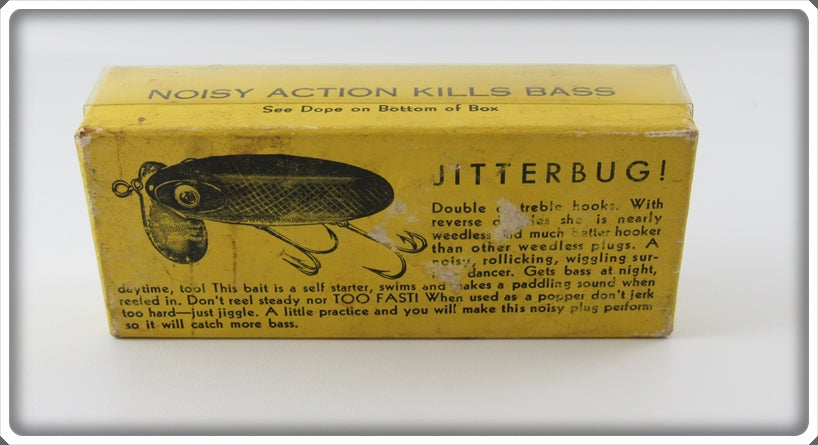 NOISY ACTION KILLS BASS
See Dope on Bottom of Box
JITTERBUG!
Double treble hooks. With
reverse she is nearly
weedless and much better hooker
than other weedless plugs. A
noisy, rollicking, wiggling sur-
dancer. Gets bass at night,
daytime, too! This bait is a self starter, swims and makes a paddling sound when
reeled in. Don't reel steady nor TOO FAST! When used as a popper don't jerk
too hard—just jiggle. A little practice and you will make this noisy plug perform
so it will catch more bass.